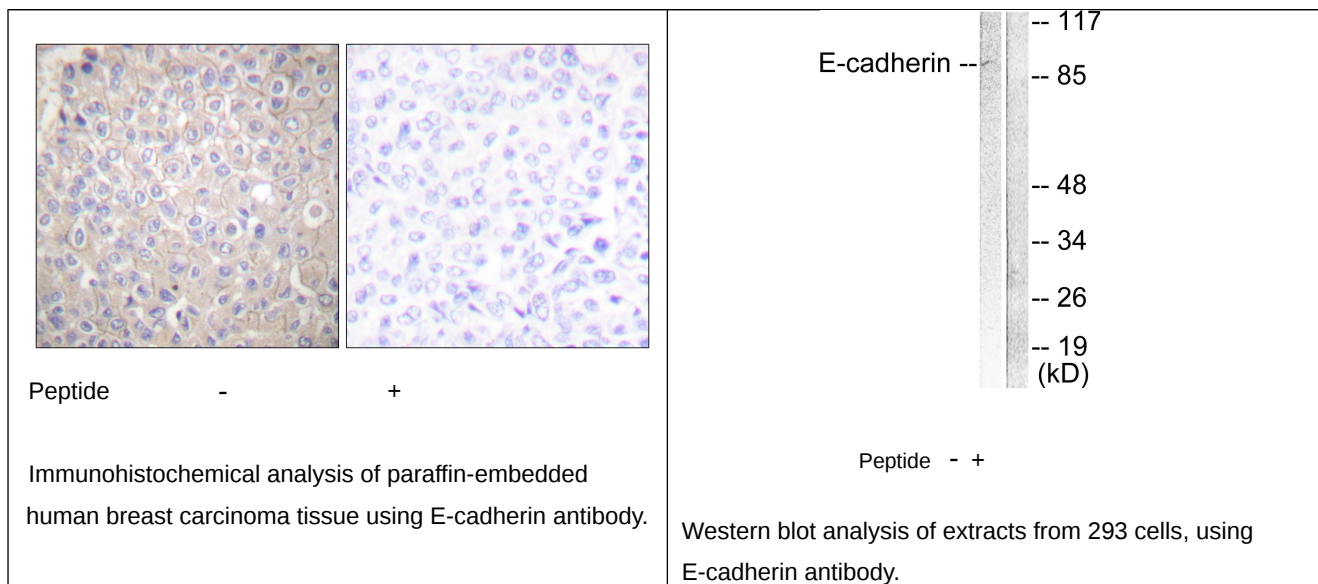 Peptide - +
Immunohistochemical analysis of paraffin-embedded
human breast carcinoma tissue using E-cadherin antibody.
E-cadherin --
-- 117
-- 85
-- 48
-- 34
-- 26
-- 19
(kD)
Peptide - +
Western blot analysis of extracts from 293 cells, using
E-cadherin antibody.